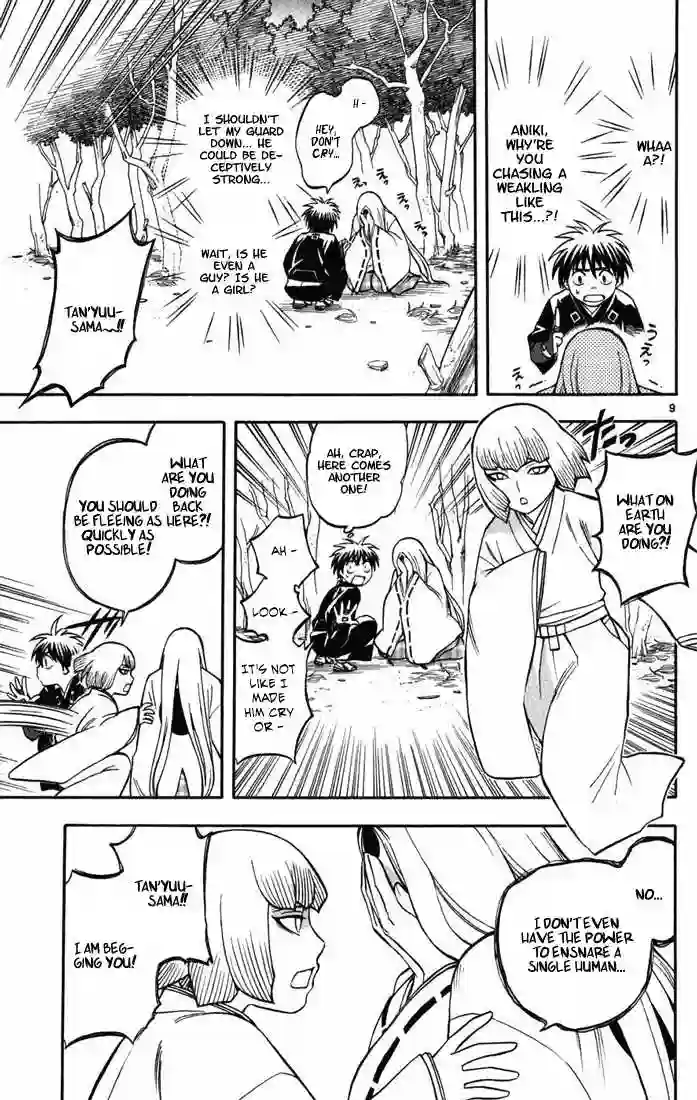 WHAA
A?!
ANIKI,
WHY'RE
YOU
CHASING A
WEAKLING
LIKE
THIS...?!
うえっ
H-
HEY,
DON'T
CRY...
I SHOULDN'T
LET MY GUARD
DOWN... HE
COULD BE DE-
CEPTIVELY
STRONG...
WAIT, IS HE
EVEN A
GUY? IS HE
A GIRL?
TAN'YUU-
SAMA~!!
9
WHAT ON
EARTH
ARE YOU
DOING?!
AH, CRAP,
HERE COMES
ANOTHER
ONE!
AH -
LOOK -
IT'S NOT
LIKE I
MADE
HIM CRY
OR -
WHAT ARE
YOU
DOING
BACK
HERE?!
YOU SHOULD
BE FLEEING AS
QUICKLY AS
POSSIBLE!
NO...
I DON'T EVEN
HAVE THE POWER
TO ENSNARE A
SINGLE HUMAN...
TAN'YUU-
SAMA!!
I AM BEG-
GING YOU!